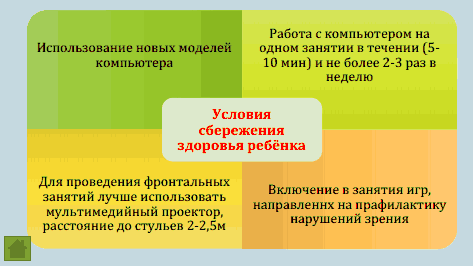 Использование новых моделей
компьютера
Работа с компьютером на
одном занятии в течении (5-
10 мин) и не более 2-3 раз в
неделю
Условия
сбережения
здоровья ребёнка
Для проведения фронтальных
занятий лучше использовать
мультимедийный проектор,
расстояние до стульев 2-2,5м
Включение в занятия игр,
направленнх на прафилактику
нарушений зрения